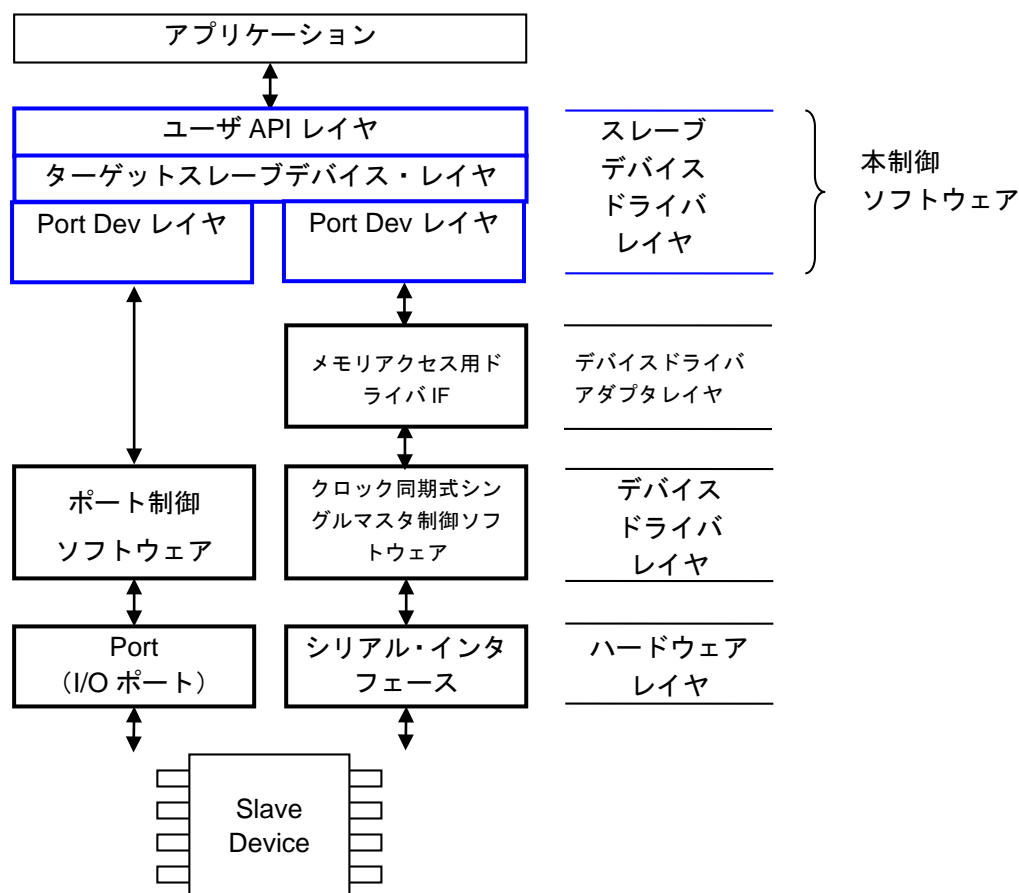 アプリケーション
ユーザ API レイヤ
ターゲットスレーブデバイス・レイヤ
Port Dev レイヤ
Port Dev レイヤ
スレーブ
デバイス
ドライバ
レイヤ
本制御
ソフトウェア
メモリアクセス用ド
ライバ IF
デバイスドライバ
アダプタレイヤ
ポート制御
ソフトウェア
クロック同期式シン
グルマスタ制御ソフ
トウェア
デバイス
ドライバ
レイヤ
Port
（I/O ポート）
シリアル・インタ
フェース
ハードウェア
レイヤ
Slave
Device